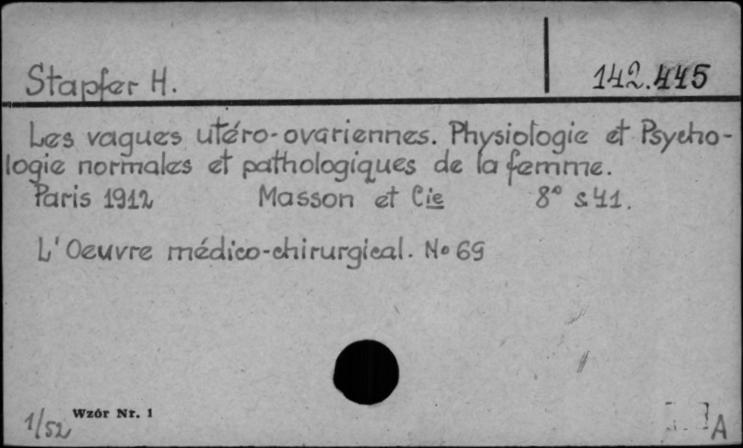 Stapfer H.
142.445
Les vagues utéro-ovariennes. Physiologie et Psycho-
logie normales et pathologiques de la femme.
Paris 1912 Masson et Cie 8° s.41.
L'Oeuvre médico-chirurgical. No 69
Wzór Nr. 1
1/52
A